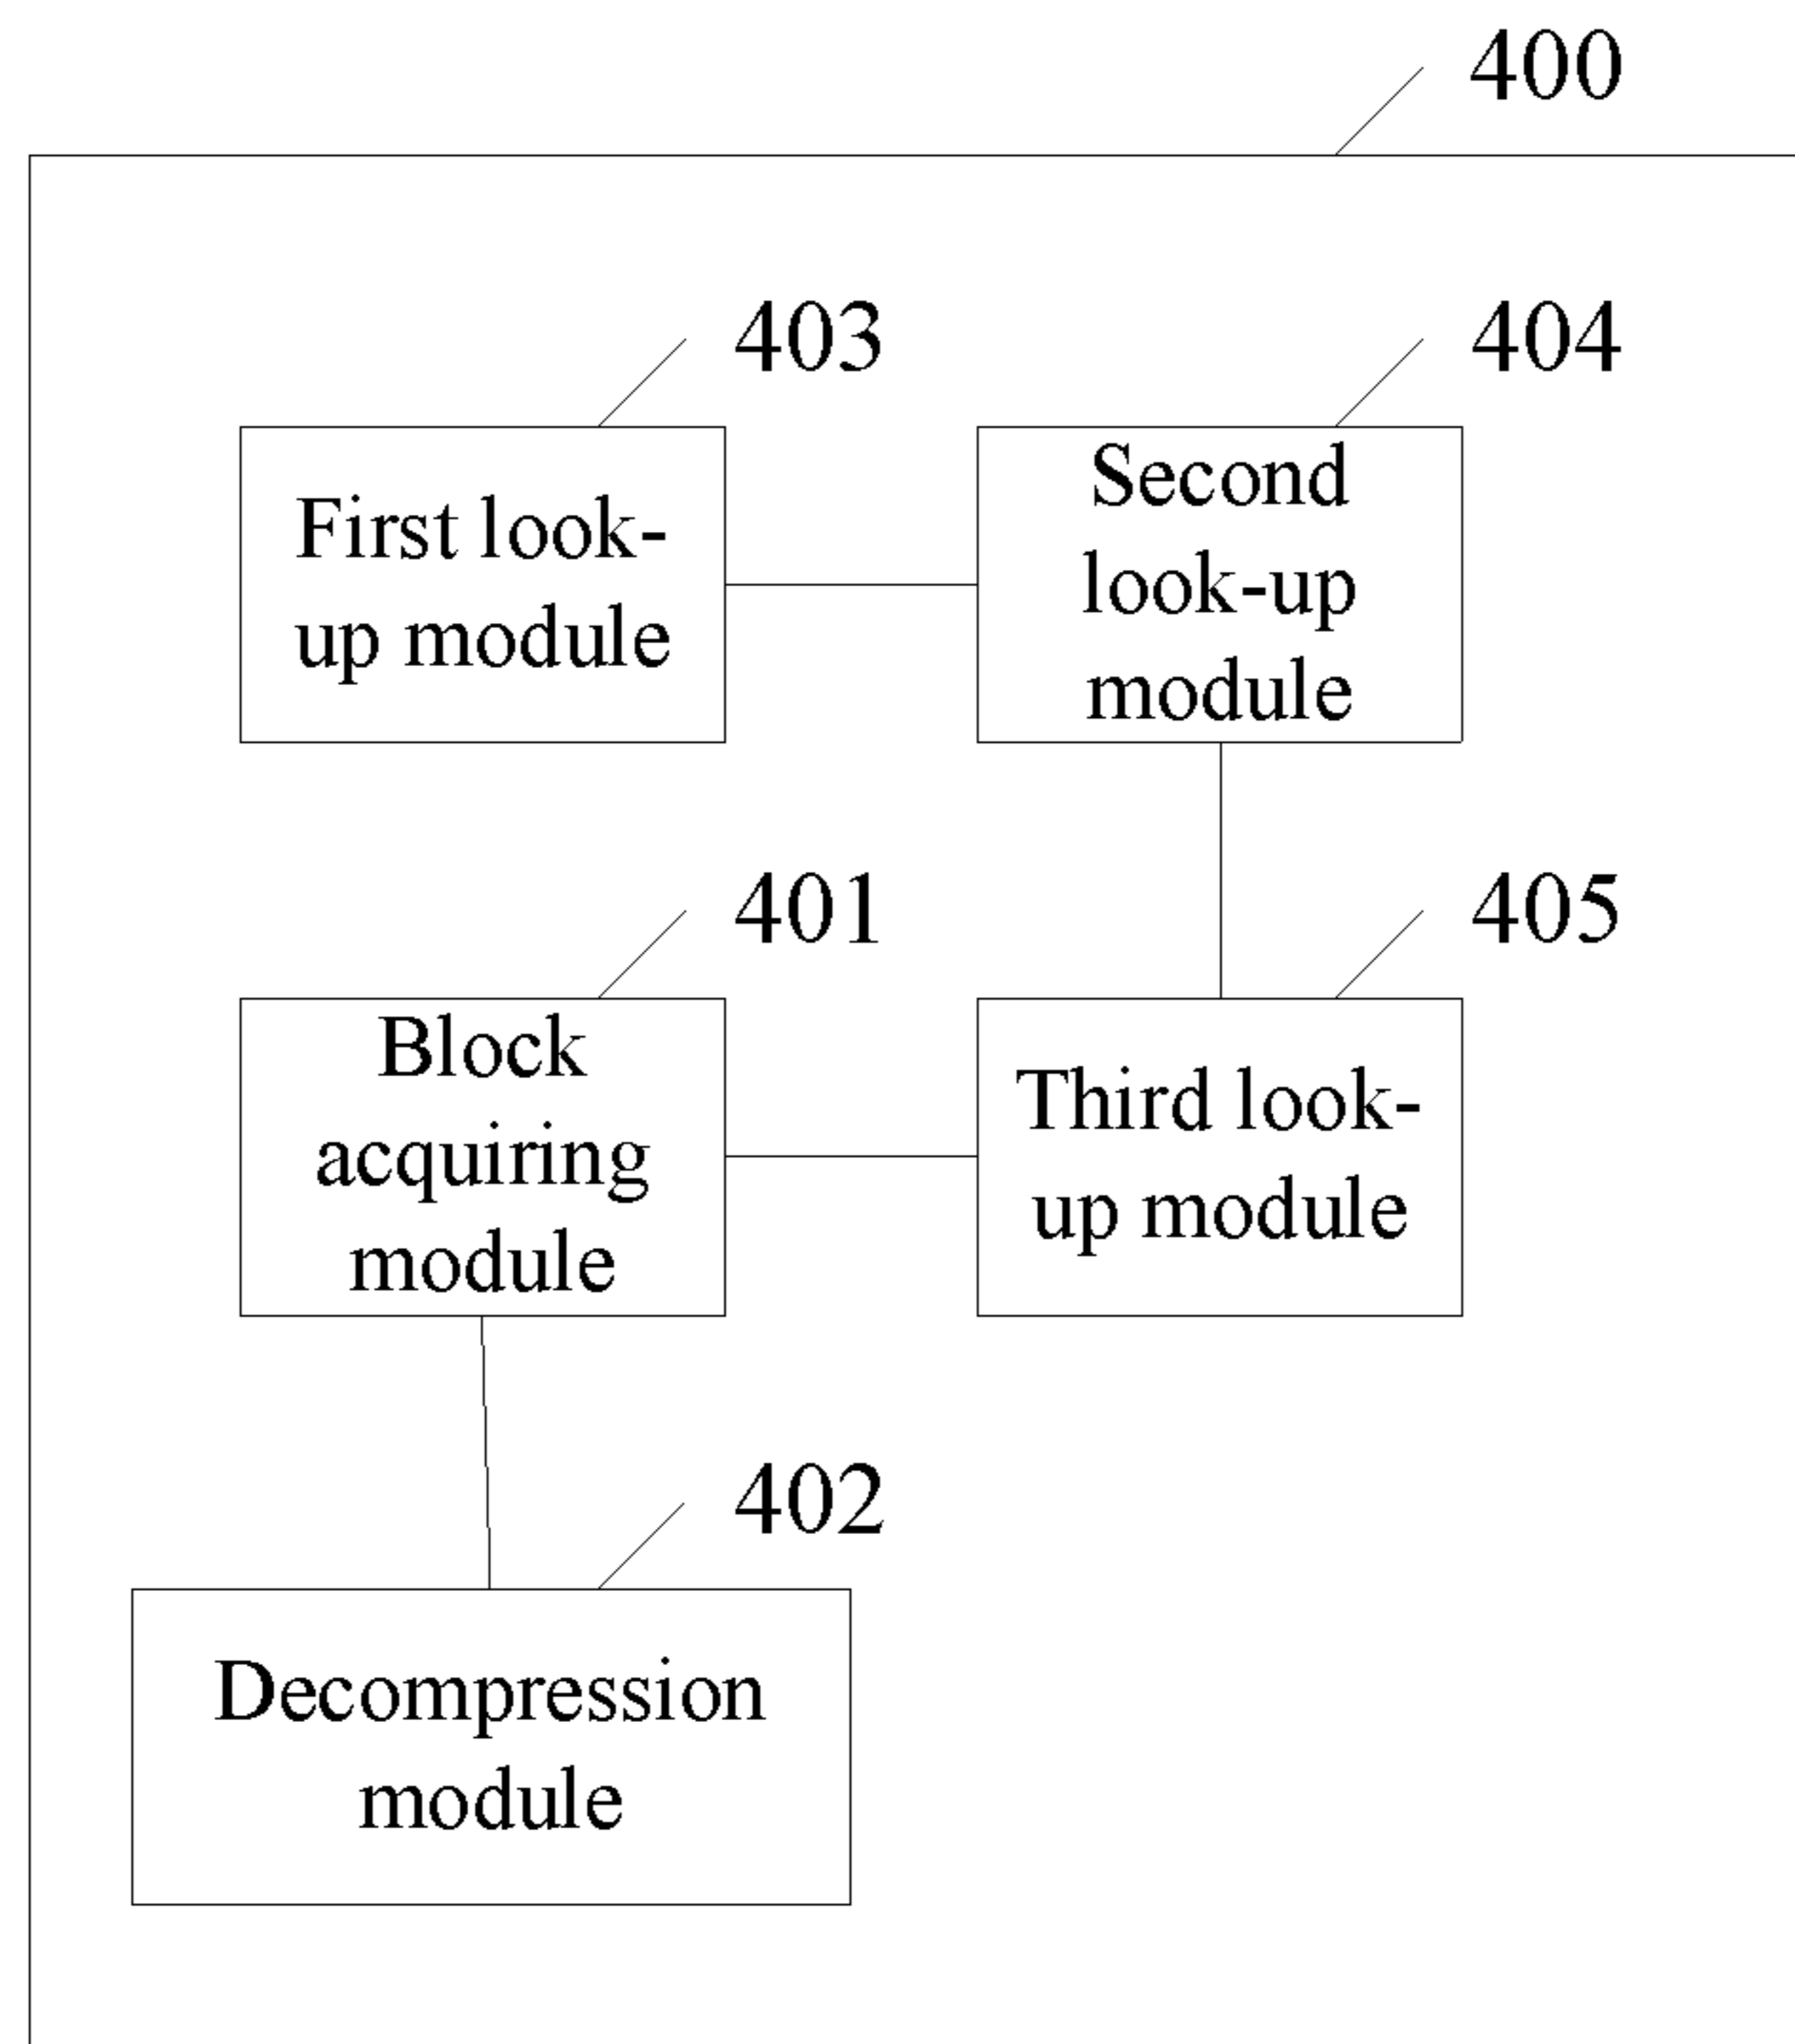 400
403
404
First look-
up module
Second
look-up
module
401
405
Block
acquiring
module
Third look-
up module
402
Decompression
module